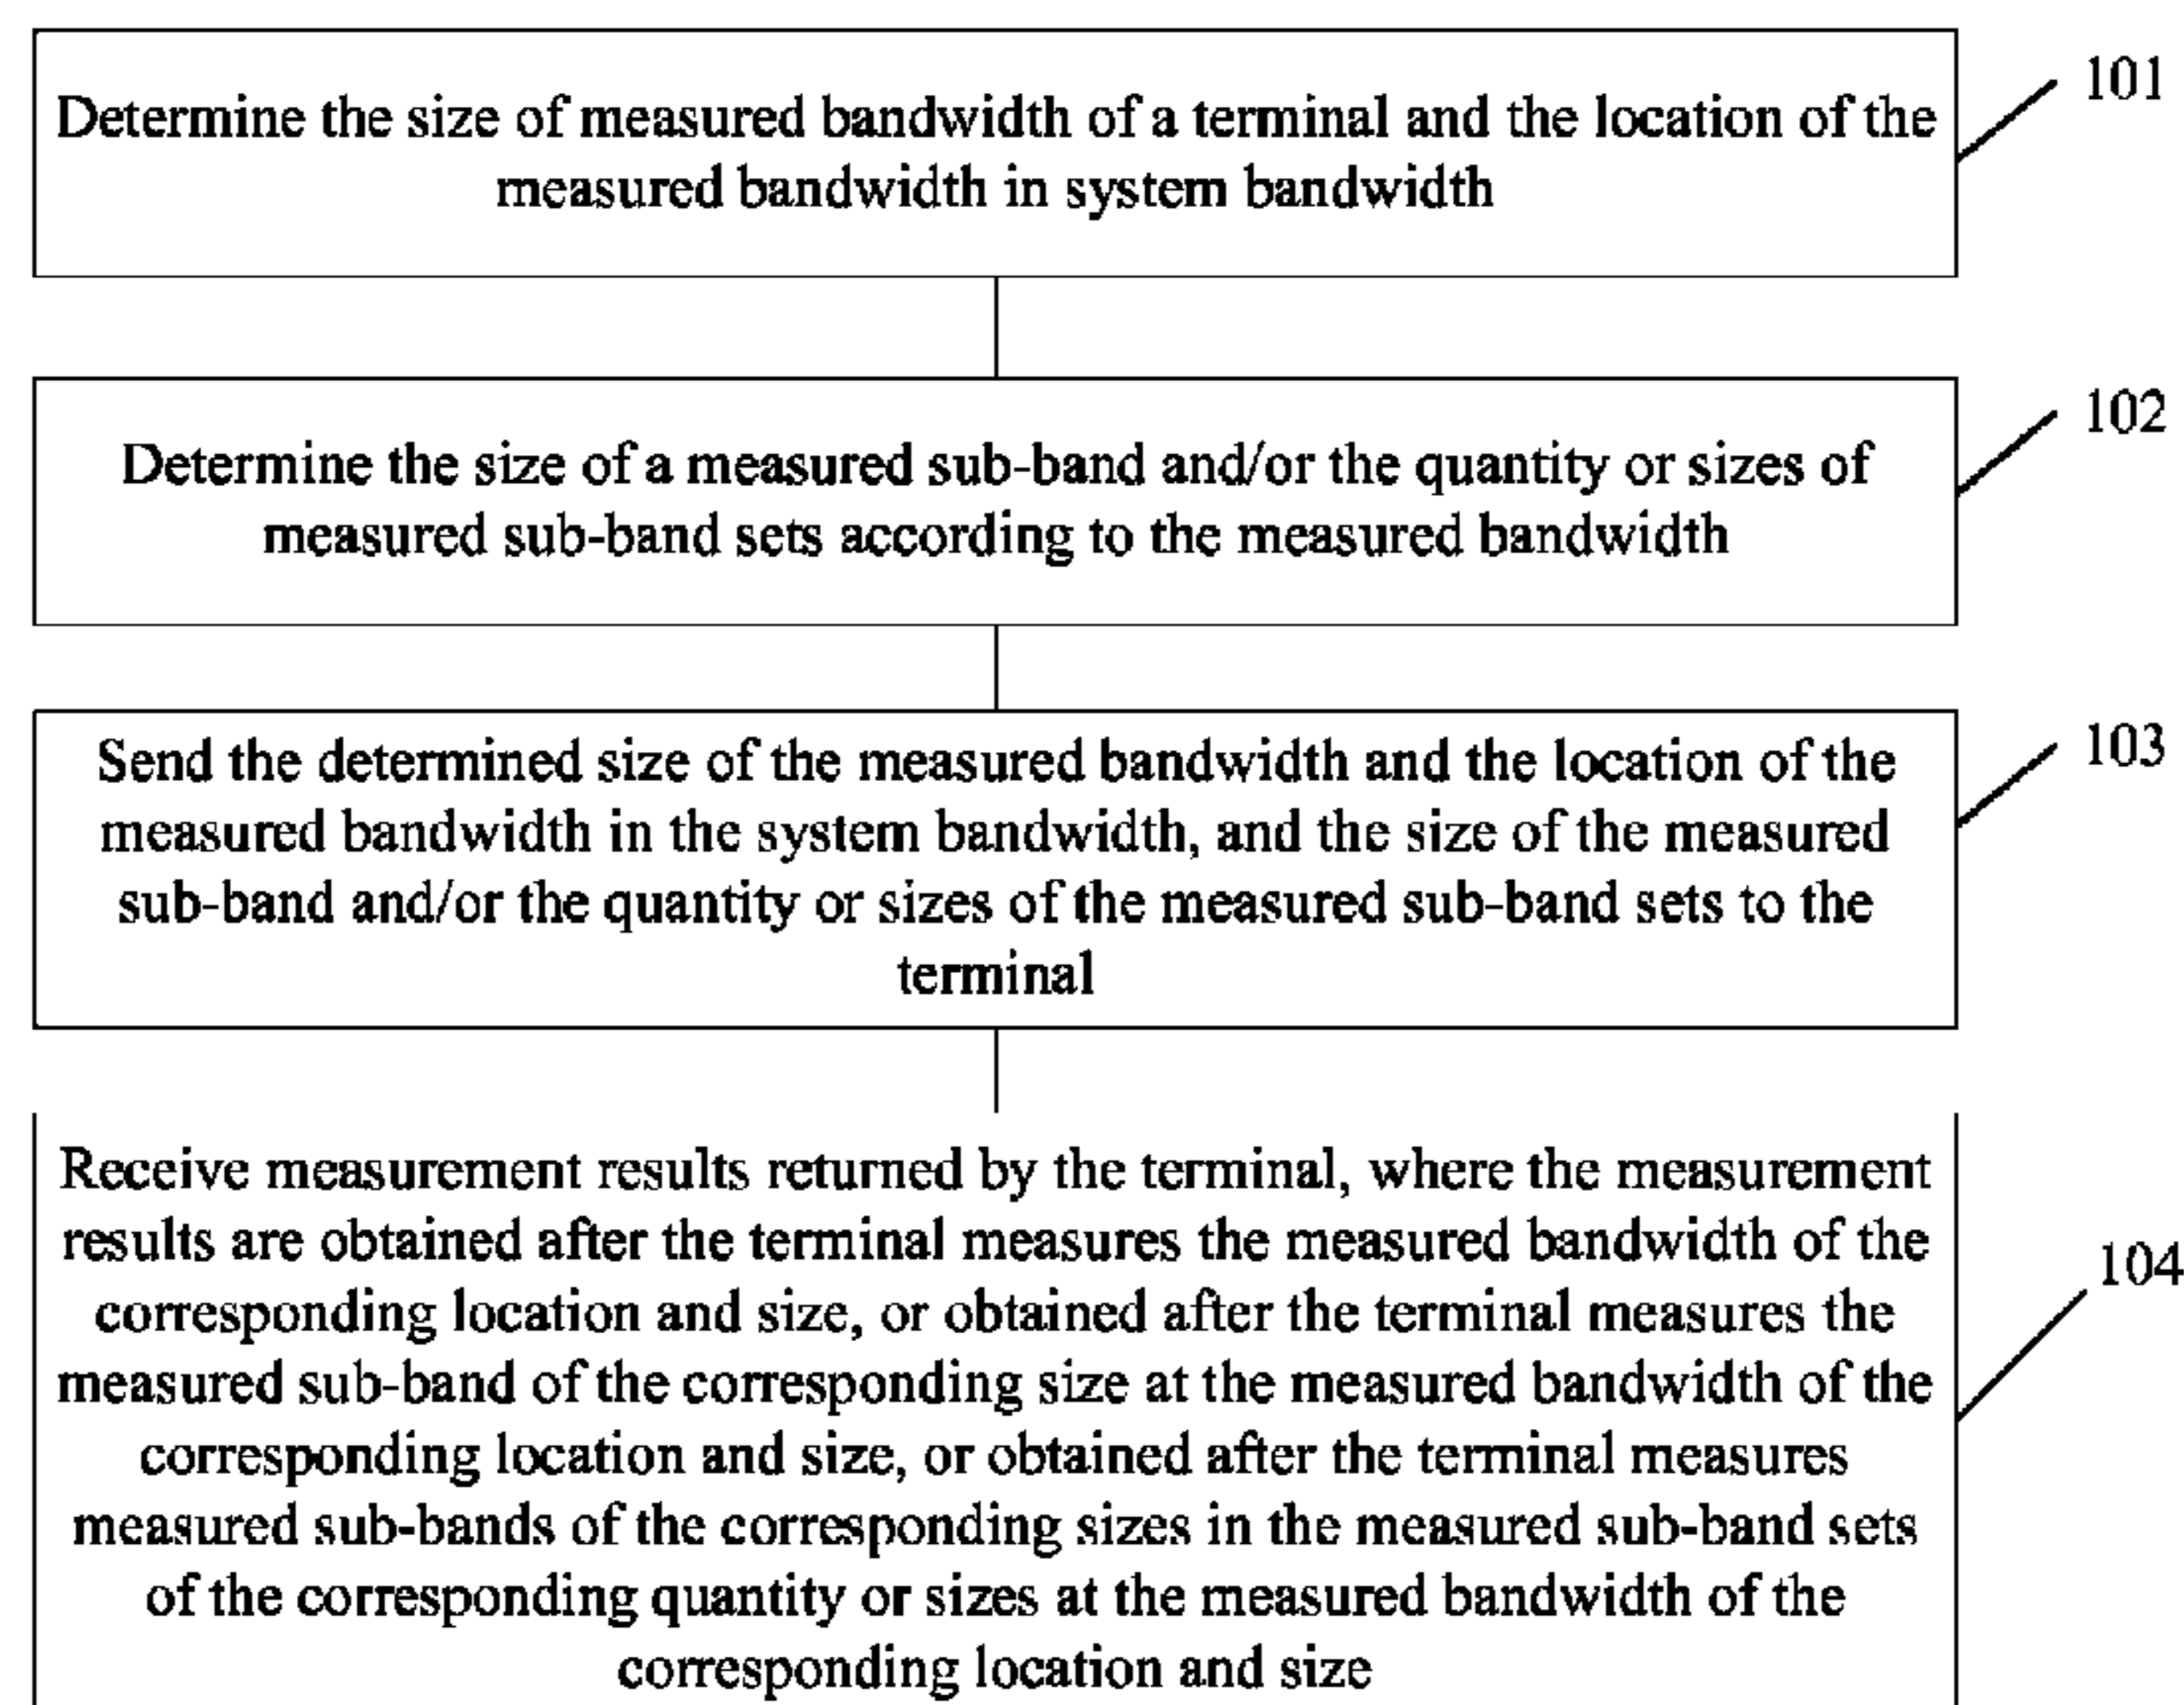 Determine the size of measured bandwidth of a terminal and the location of the
measured bandwidth in system bandwidth
101
Determine the size of a measured sub-band and/or the quantity or sizes of
measured sub-band sets according to the measured bandwidth
102
Send the determined size of the measured bandwidth and the location of the
measured bandwidth in the system bandwidth, and the size of the measured
sub-band and/or the quantity or sizes of the measured sub-band sets to the
terminal
103
Receive measurement results returned by the terminal, where the measurement
results are obtained after the terminal measures the measured bandwidth of the
corresponding location and size, or obtained after the terminal measures the
measured sub-band of the corresponding size at the measured bandwidth of the
corresponding location and size, or obtained after the terminal measures
measured sub-bands of the corresponding sizes in the measured sub-band sets
of the corresponding quantity or sizes at the measured bandwidth of the
corresponding location and size
104